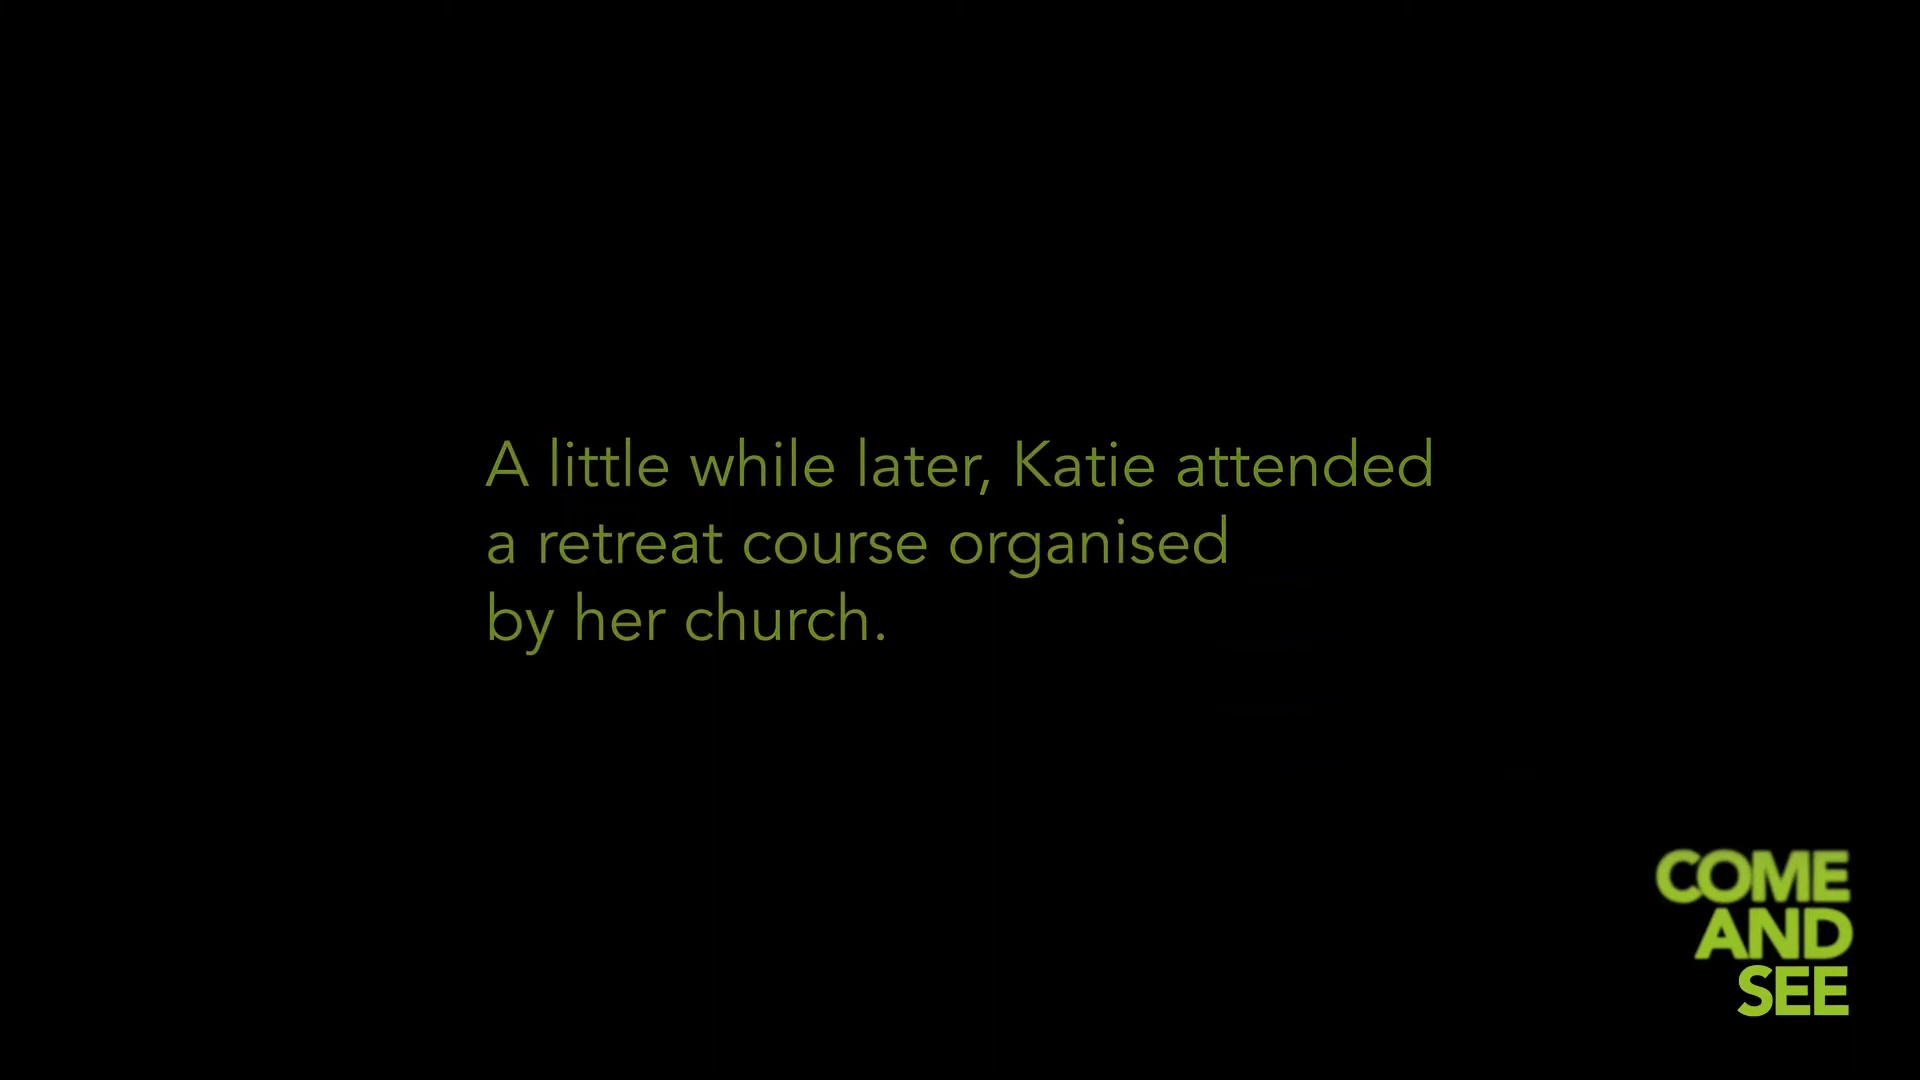 A little while later, Katie attended
a retreat course organised
by her church.
COME
AND
SEE